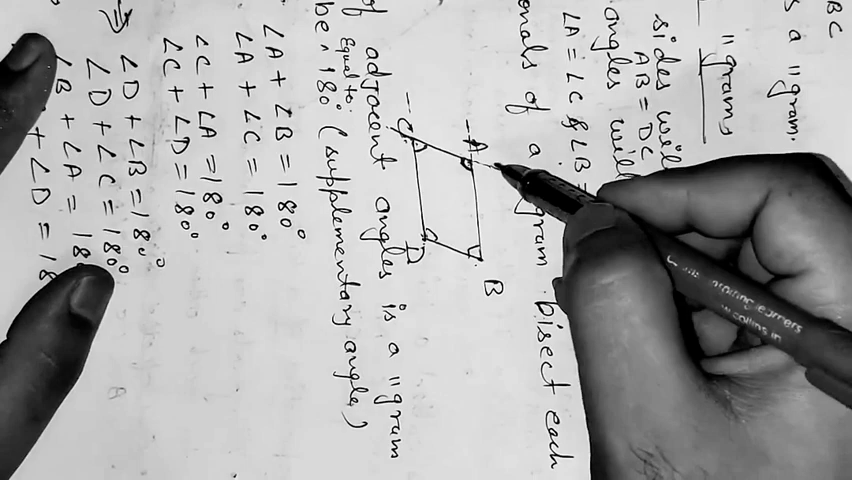 BC
s a ||gram.
||grams
sides will
AB = DC
angles will
∠A = ∠C & ∠B =
onals of a ||gram bisect each
A
B
C
D
of adjacent angles is a ||gram
be Equal to 180° (supplementary angle)
∠A + ∠B = 180°
∠A + ∠C = 180°
∠C + ∠A = 180°
∠C + ∠D = 180°
⇒ ∠D + ∠B = 180°
∠D + ∠C = 180°
∠B + ∠A = 18
+ ∠D = 18